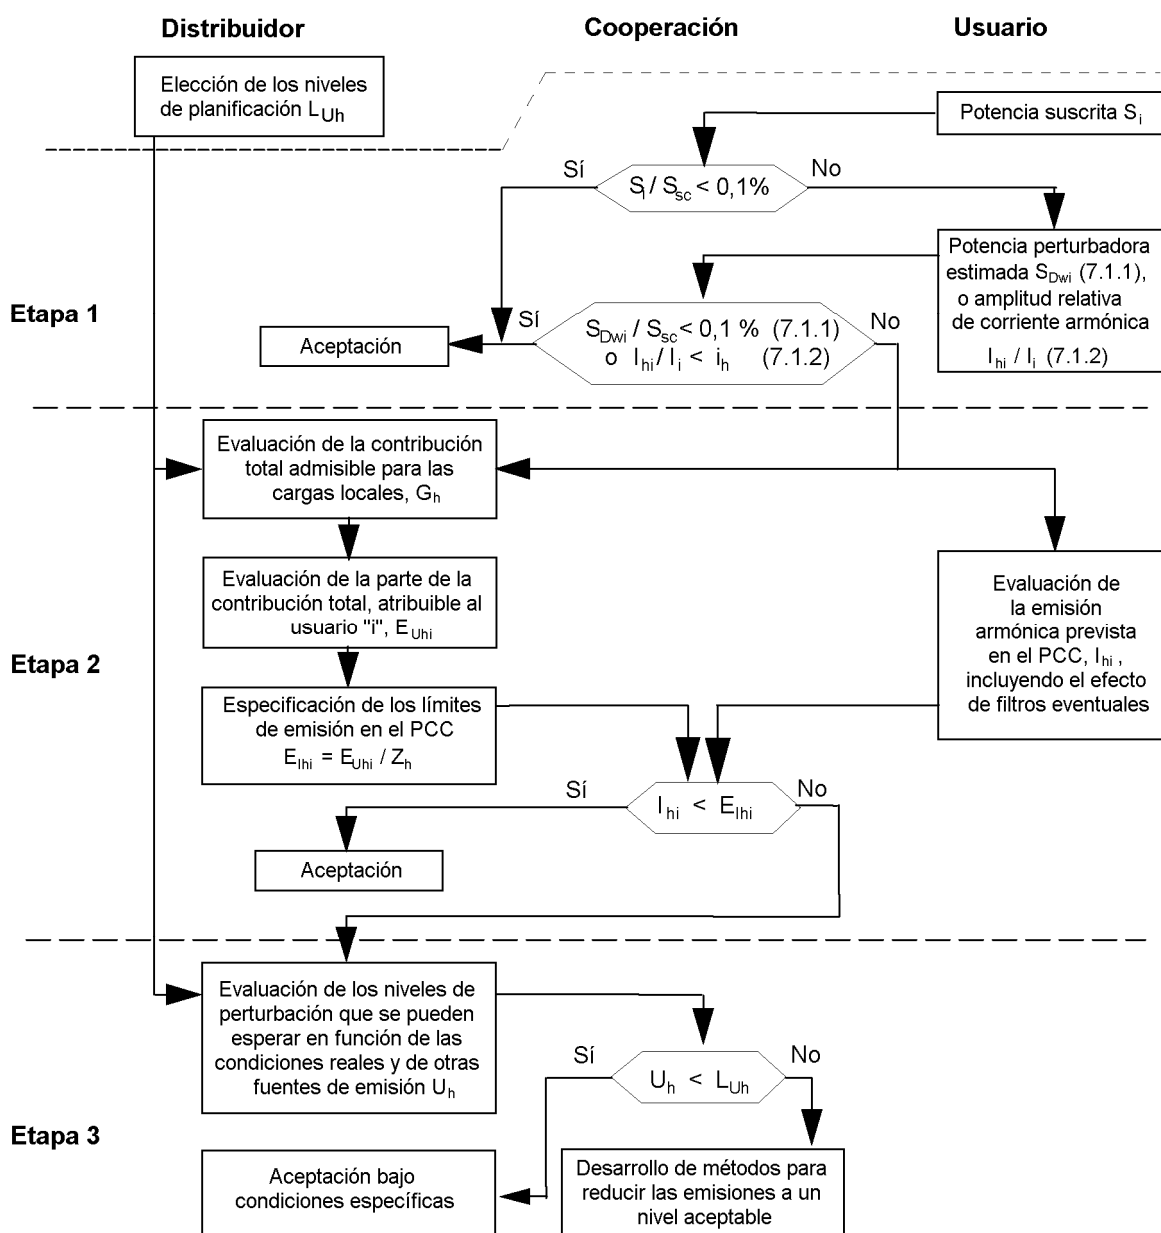 Distribuidor
Cooperación
Usuario
Elección de los niveles
de planificación L_Uh
Potencia suscrita S_i
Sí
S_i / S_sc < 0,1%
No
Etapa 1
Potencia perturbadora
estimada S_Dwi (7.1.1),
o amplitud relativa
de corriente armónica
I_hi / I_i (7.1.2)
Aceptación
Sí
S_Dwi / S_sc < 0,1 % (7.1.1)
o I_hi / I_i < i_h (7.1.2)
No
Evaluación de la contribución
total admisible para las
cargas locales, G_h
Evaluación de la parte de la
contribución total, atribuible al
usuario "i", E_Uhi
Etapa 2
Evaluación de
la emisión
armónica prevista
en el PCC, I_hi ,
incluyendo el efecto
de filtros eventuales
Especificación de los límites
de emisión en el PCC
E_Ihi = E_Uhi / Z_h
Sí
I_hi < E_Ihi
No
Aceptación
Evaluación de los niveles de
perturbación que se pueden
esperar en función de las
condiciones reales y de otras
fuentes de emisión U_h
Sí
U_h < L_Uh
No
Etapa 3
Aceptación bajo
condiciones específicas
Desarrollo de métodos para
reducir las emisiones a un
nivel aceptable